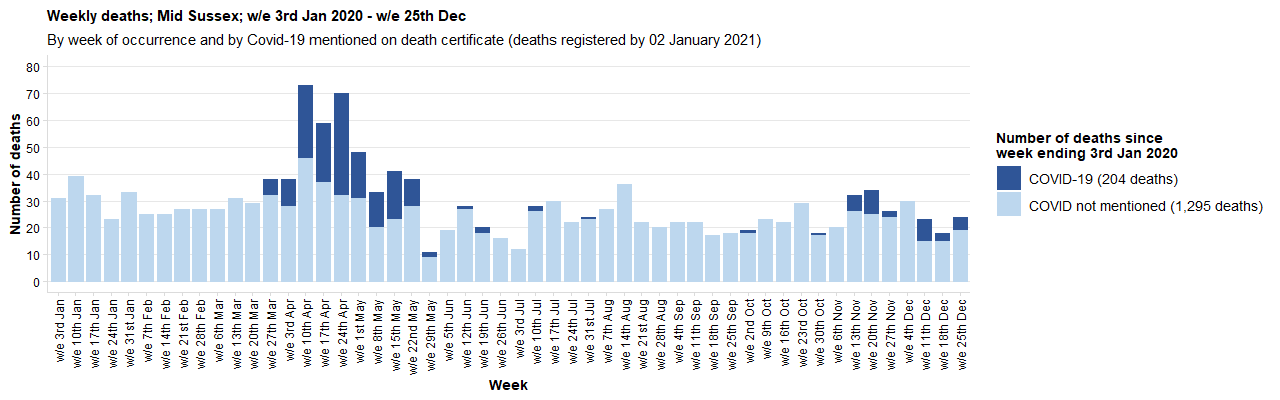 Weekly deaths; Mid Sussex; w/e 3rd Jan 2020 - w/e 25th Dec
By week of occurrence and by Covid-19 mentioned on death certificate (deaths registered by 02 January 2021)
Number of deaths
80
70
60
50
40
30
20
10
0
w/e 3rd Jan
w/e 10th Jan
w/e 17th Jan
w/e 24th Jan
w/e 31st Jan
w/e 7th Feb
w/e 14th Feb
w/e 21st Feb
w/e 28th Feb
w/e 6th Mar
w/e 13th Mar
w/e 20th Mar
w/e 27th Mar
w/e 3rd Apr
w/e 10th Apr
w/e 17th Apr
w/e 24th Apr
w/e 1st May
w/e 8th May
w/e 15th May
w/e 22nd May
w/e 29th May
w/e 5th Jun
w/e 12th Jun
w/e 19th Jun
w/e 26th Jun
w/e 3rd Jul
w/e 10th Jul
w/e 17th Jul
w/e 24th Jul
w/e 31st Jul
w/e 7th Aug
w/e 14th Aug
w/e 21st Aug
w/e 28th Aug
w/e 4th Sep
w/e 11th Sep
w/e 18th Sep
w/e 25th Sep
w/e 2nd Oct
w/e 9th Oct
w/e 16th Oct
w/e 23rd Oct
w/e 30th Oct
w/e 6th Nov
w/e 13th Nov
w/e 20th Nov
w/e 27th Nov
w/e 4th Dec
w/e 11th Dec
w/e 18th Dec
w/e 25th Dec
Week
Number of deaths since
week ending 3rd Jan 2020
COVID-19 (204 deaths)
COVID not mentioned (1,295 deaths)